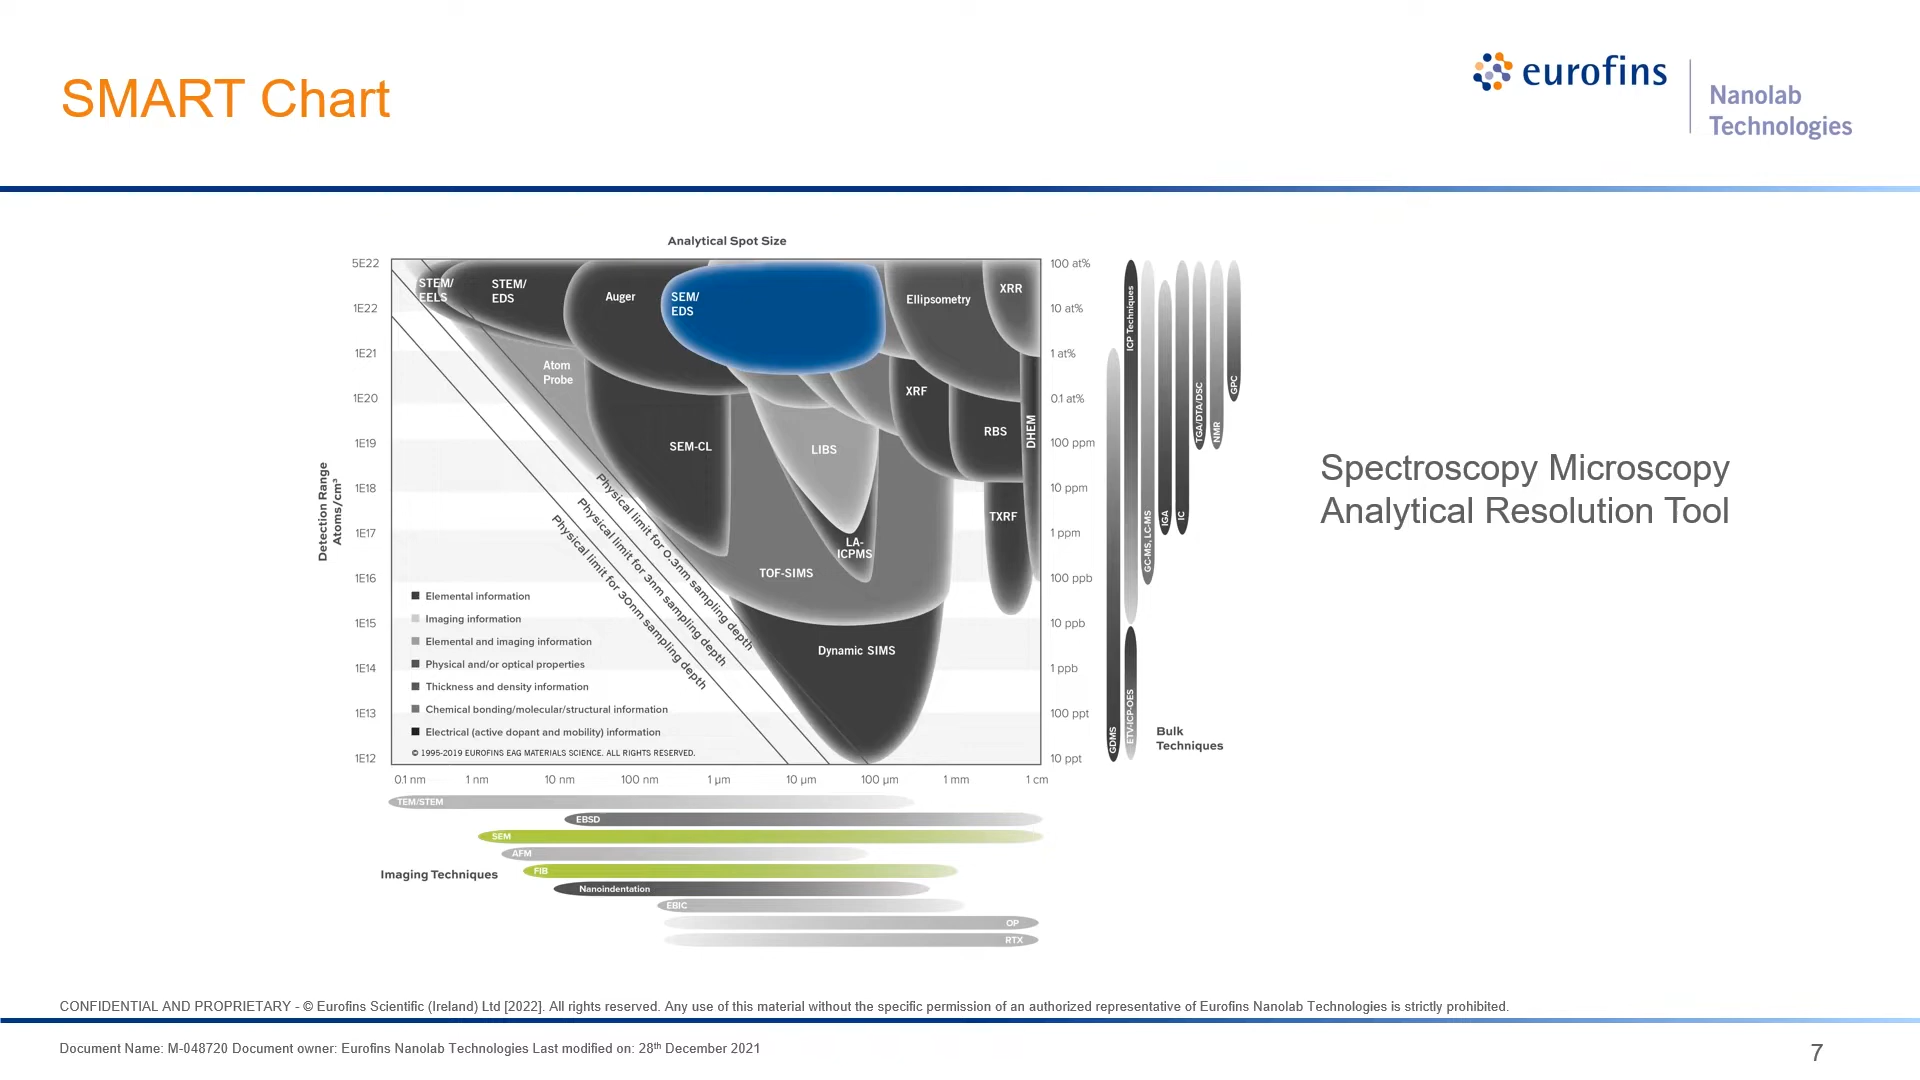 SMART Chart
eurofins
Nanolab
Technologies
Analytical Spot Size
5E22
1E22
1E21
1E20
1E19
1E18
1E17
1E16
1E15
1E14
1E13
1E12
Detection Range
Atoms/cm³
STEM/
EELS
STEM/
EDS
Auger
SEM/
EDS
Ellipsometry
XRR
Atom
Probe
XRF
SEM-CL
LIBS
RBS
DHEM
TXRF
LA-
ICPMS
TOF-SIMS
Dynamic SIMS
Physical limit for 0.3nm sampling depth
Physical limit for 3nm sampling depth
Physical limit for 30nm sampling depth
Elemental information
Imaging information
Elemental and imaging information
Physical and/or optical properties
Thickness and density information
Chemical bonding/molecular/structural information
Electrical (active dopant and mobility) information
© 1995-2019 EUROFINS EAG MATERIALS SCIENCE. ALL RIGHTS RESERVED.
100 at%
10 at%
1 at%
0.1 at%
100 ppm
10 ppm
1 ppm
100 ppb
10 ppb
1 ppb
100 ppt
10 ppt
GDMS
ICP Techniques
ETV-ICP-OES
GC-MS, LC-MS
IGA
IC
TGA/DTA/DSC
NMR
GPC
Bulk
Techniques
0.1 nm
1 nm
10 nm
100 nm
1 µm
10 µm
100 µm
1 mm
1 cm
TEM/STEM
EBSD
SEM
AFM
FIB
Imaging Techniques
Nanoindentation
EBIC
OP
RTX
Spectroscopy Microscopy
Analytical Resolution Tool
CONFIDENTIAL AND PROPRIETARY - © Eurofins Scientific (Ireland) Ltd [2022]. All rights reserved. Any use of this material without the specific permission of an authorized representative of Eurofins Nanolab Technologies is strictly prohibited.
Document Name: M-048720 Document owner: Eurofins Nanolab Technologies Last modified on: 28th December 2021
7